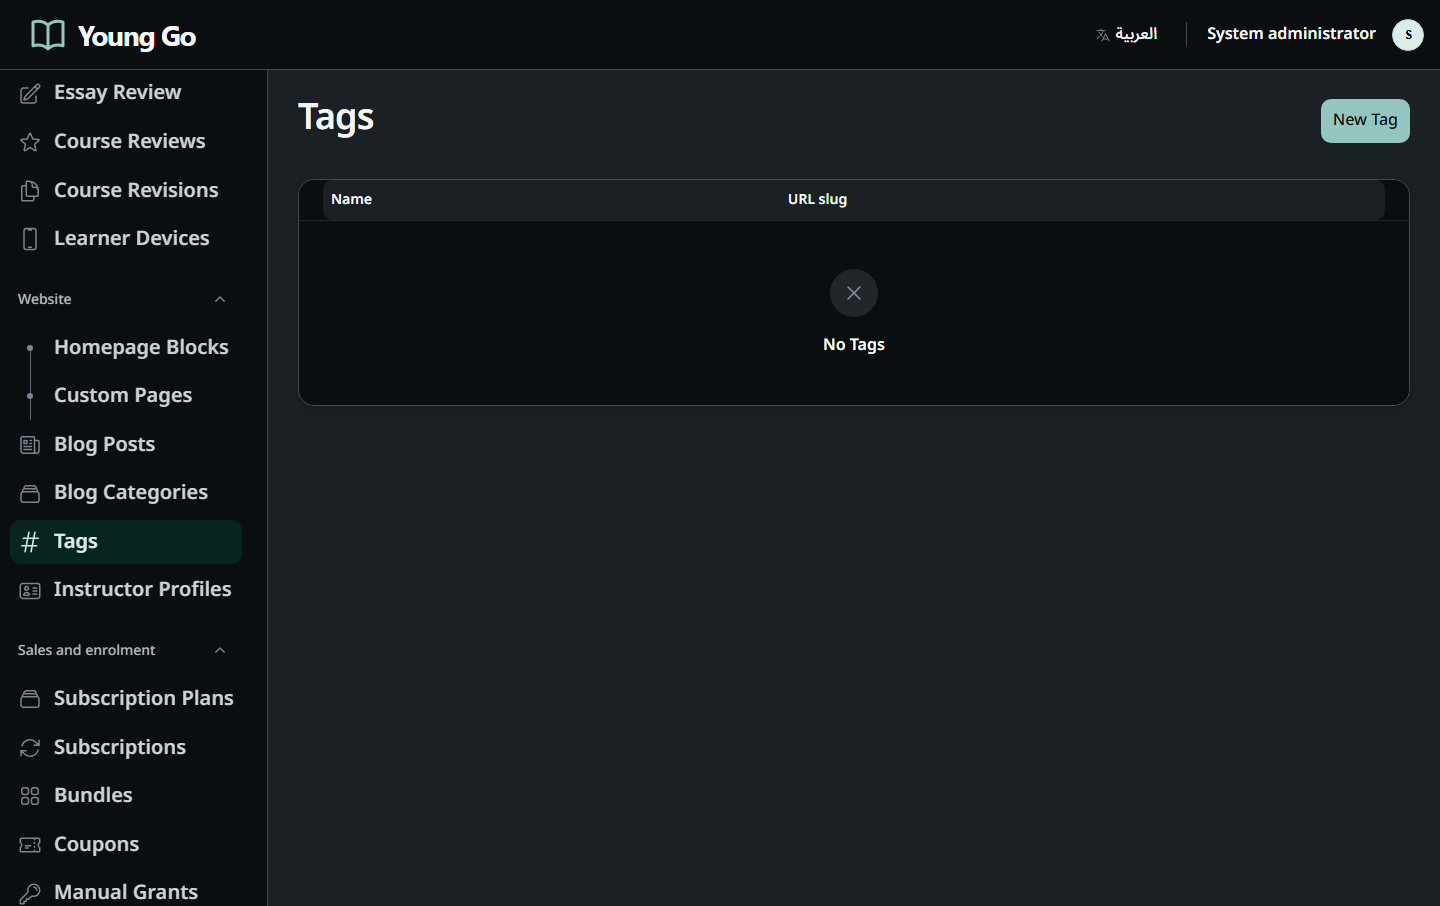 Young Go
العربية
System administrator
S
Essay Review
Course Reviews
Course Revisions
Learner Devices
Website
Homepage Blocks
Custom Pages
Blog Posts
Blog Categories
Tags
Instructor Profiles
Sales and enrolment
Subscription Plans
Subscriptions
Bundles
Coupons
Manual Grants
Tags
New Tag
Name
URL slug
No Tags